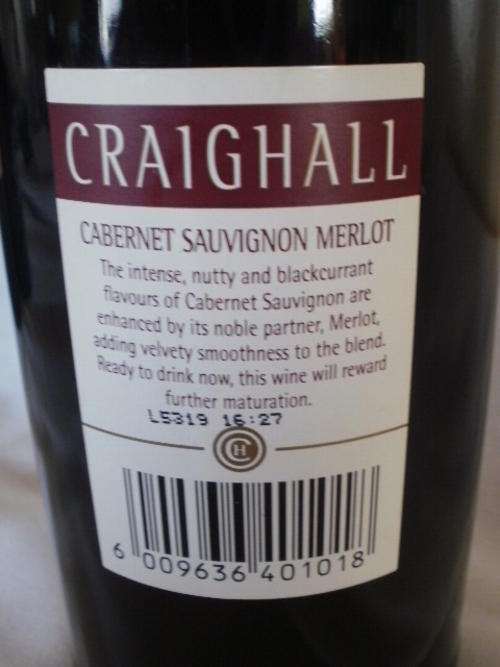 CRAIGHALL
CABERNET SAUVIGNON MERLOT
The intense, nutty and blackcurrant
flavours of Cabernet Sauvignon are
enhanced by its noble partner, Merlot,
adding velvety smoothness to the blend.
Ready to drink now, this wine will reward
further maturation.
L5319 16:27
CH
6 009636 401018